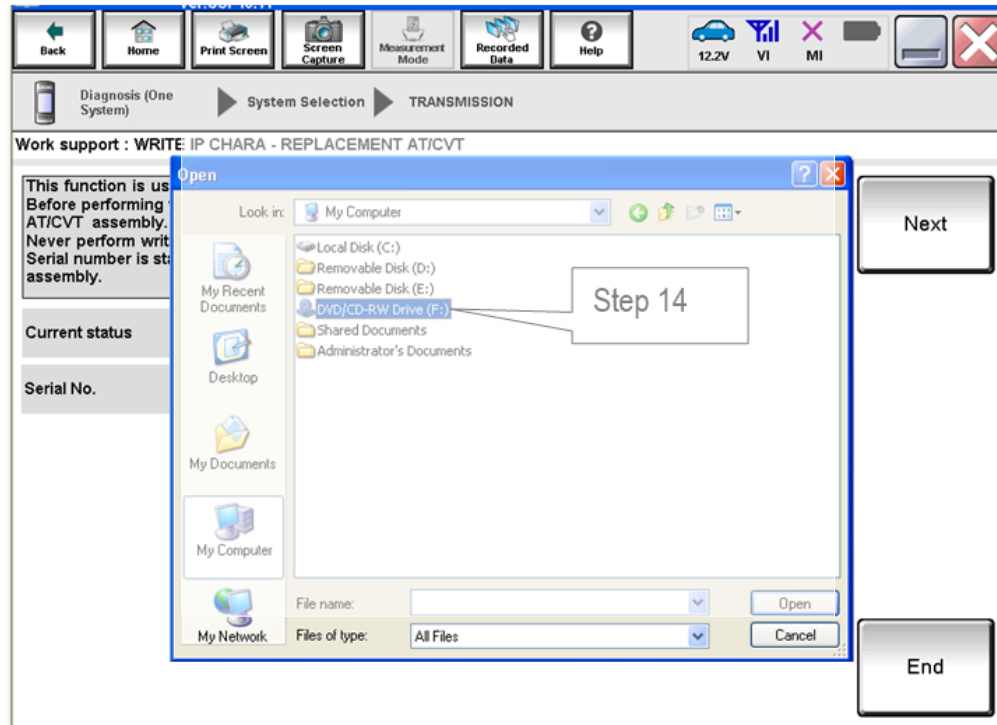 Back
Home
Print Screen
Screen Capture
Measurement Mode
Recorded Data
Help
12.2V
VI
MI
Diagnosis (One System)
System Selection
TRANSMISSION
Work support : WRITE IP CHARA - REPLACEMENT AT/CVT
This function is us
Before performing
AT/CVT assembly.
Never perform writ
Serial number is sta
assembly.
Current status
Serial No.
Next
End
Open
Look in:
My Computer
My Recent Documents
Desktop
My Documents
My Computer
My Network
Local Disk (C:)
Removable Disk (D:)
Removable Disk (E:)
DVD/CD-RW Drive (F:)
Shared Documents
Administrator's Documents
Step 14
File name:
Open
Files of type:
All Files
Cancel